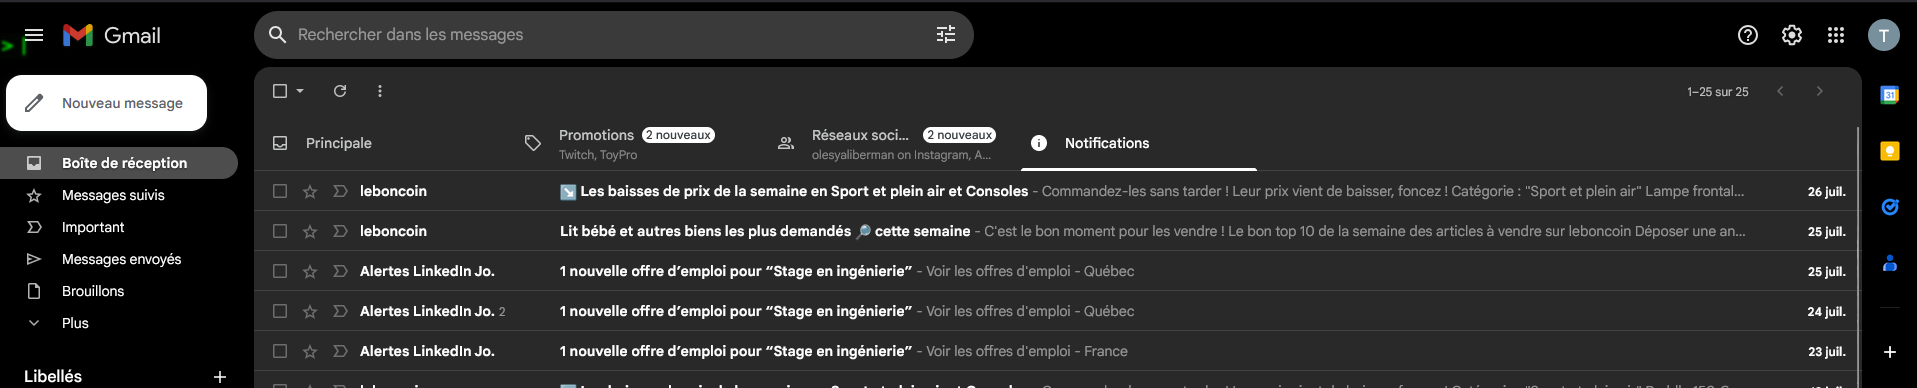 Gmail
Rechercher dans les messages
T
Nouveau message
1–25 sur 25
31
Principale
Promotions 2 nouveaux
Twitch, ToyPro
Réseaux soci... 2 nouveaux
olesyaliberman on Instagram, A...
Notifications
Boîte de réception
Messages suivis
Important
Messages envoyés
Brouillons
Plus
Libellés
leboncoin Les baisses de prix de la semaine en Sport et plein air et Consoles - Commandez-les sans tarder ! Leur prix vient de baisser, foncez ! Catégorie : "Sport et plein air" Lampe frontal... 26 juil.
leboncoin Lit bébé et autres biens les plus demandés 🔎 cette semaine - C'est le bon moment pour les vendre ! Le bon top 10 de la semaine des articles à vendre sur leboncoin Déposer une an... 25 juil.
Alertes LinkedIn Jo. 1 nouvelle offre d’emploi pour “Stage en ingénierie” - Voir les offres d'emploi - Québec 25 juil.
Alertes LinkedIn Jo. 2 1 nouvelle offre d’emploi pour “Stage en ingénierie” - Voir les offres d'emploi - Québec 24 juil.
Alertes LinkedIn Jo. 1 nouvelle offre d’emploi pour “Stage en ingénierie” - Voir les offres d'emploi - France 23 juil.